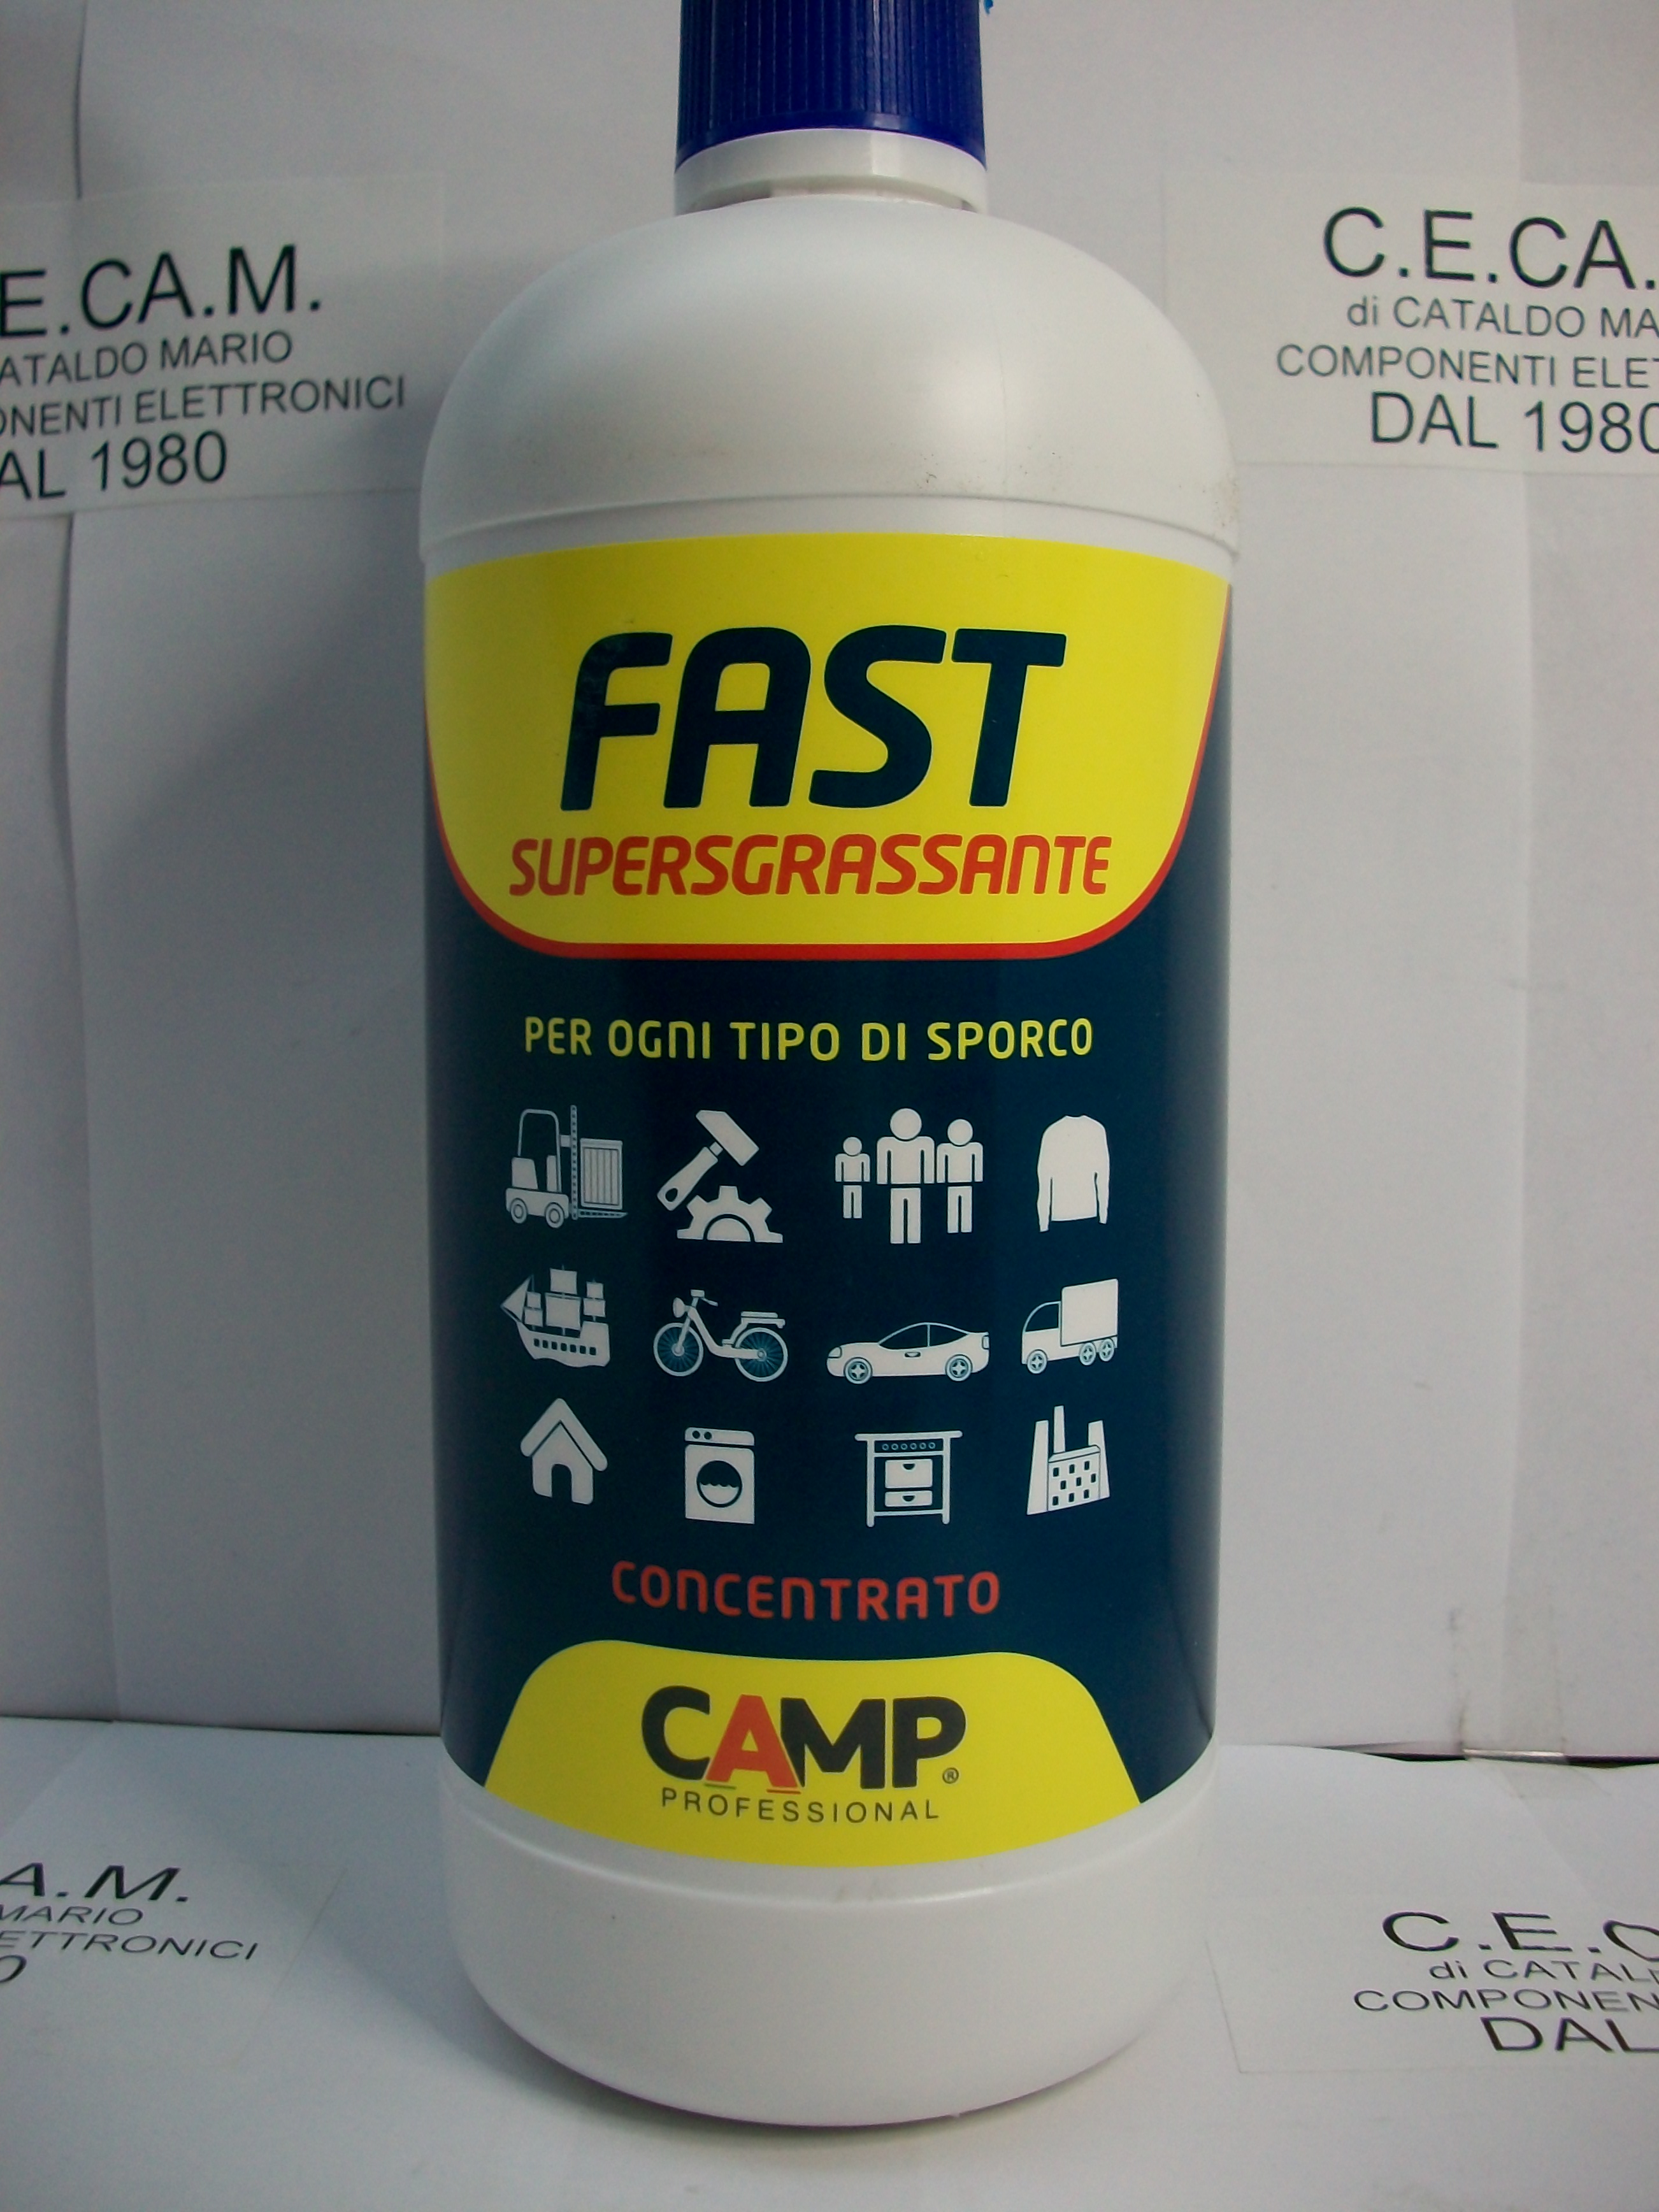 E.CA.M.
ATALDO MARIO
ONENTI ELETTRONICI
AL 1980
C.E.CA.
di CATALDO MA
COMPONENTI ELET
DAL 1980
FAST
SUPERSGRASSANTE
PER OGNI TIPO DI SPORCO
CONCENTRATO
CAMP®
PROFESSIONAL
A.M.
MARIO
ETTRONICI
0
C.E.C
di CATAL
COMPONEN
DAL